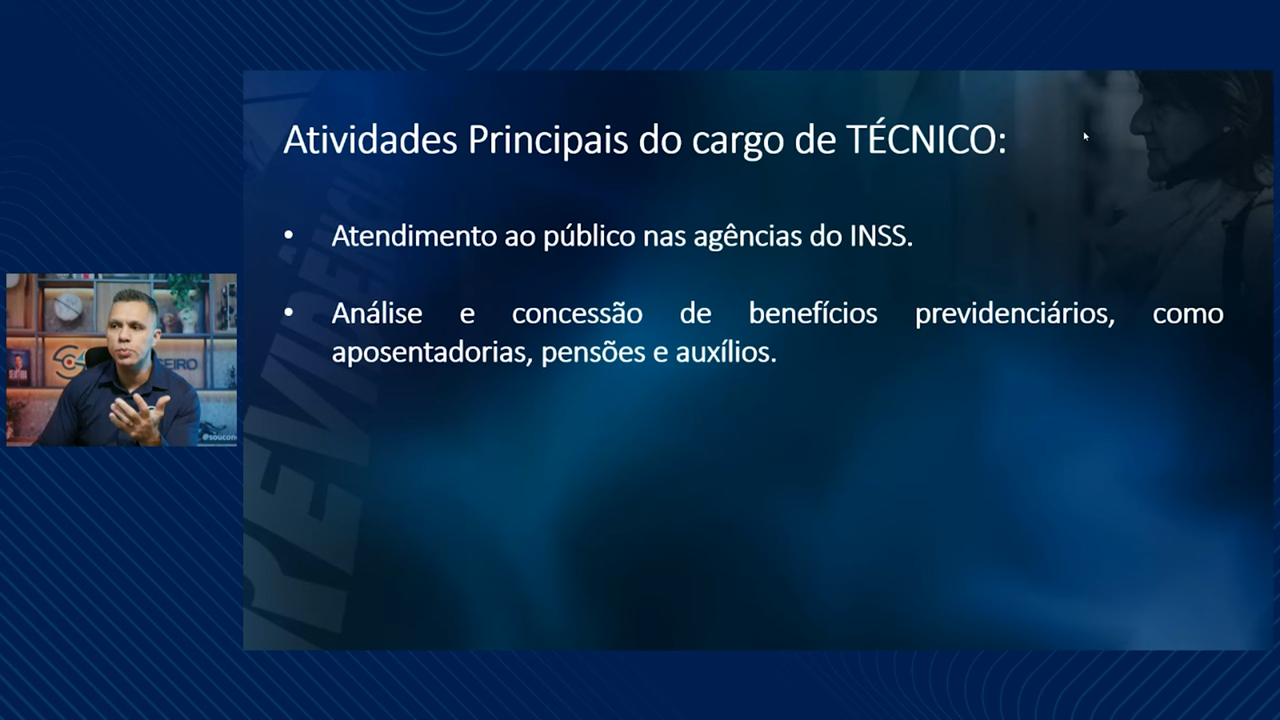 Atividades Principais do cargo de TÉCNICO:
• Atendimento ao público nas agências do INSS.
• Análise e concessão de benefícios previdenciários, como
aposentadorias, pensões e auxílios.